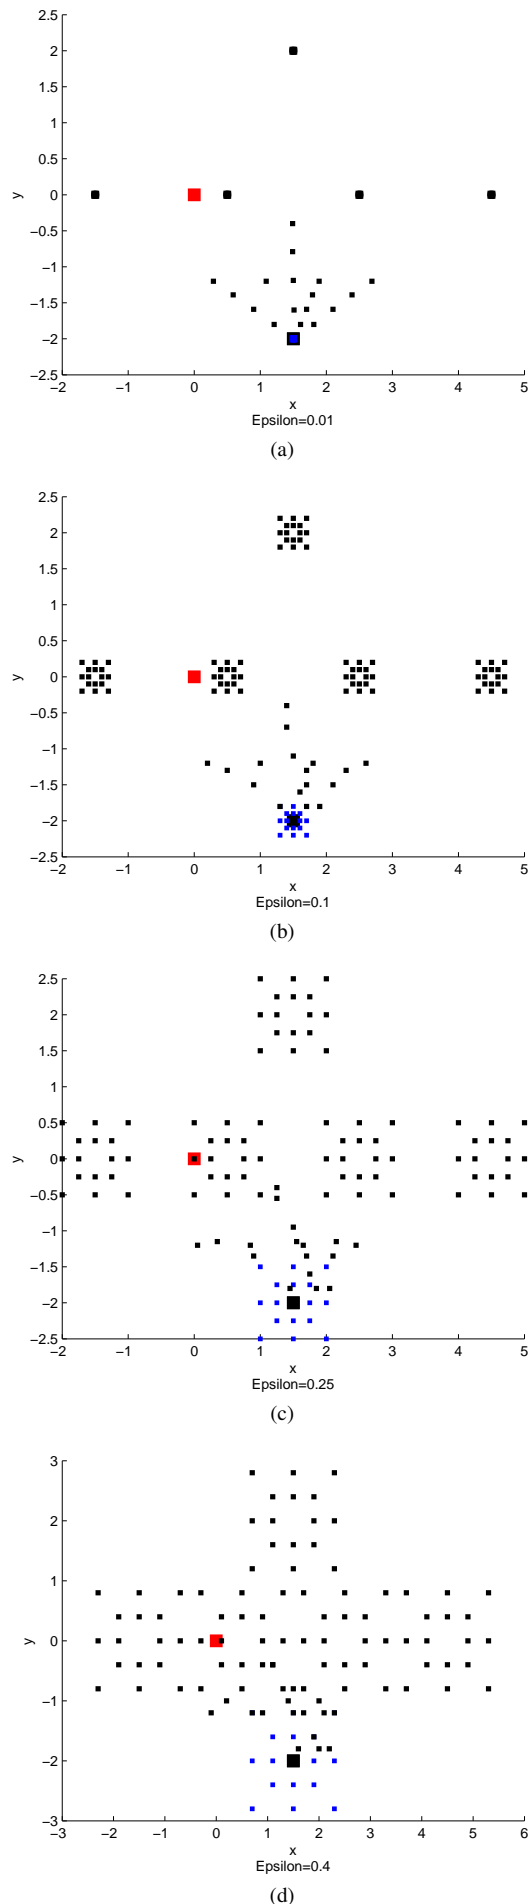 2.5
2
1.5
1
0.5
y
0
−0.5
−1
−1.5
−2
−2.5
−2 −1 0 1 2 3 4 5
x
Epsilon=0.01
(a)
2.5
2
1.5
1
0.5
y
0
−0.5
−1
−1.5
−2
−2.5
−2 −1 0 1 2 3 4 5
x
Epsilon=0.1
(b)
2.5
2
1.5
1
0.5
y
0
−0.5
−1
−1.5
−2
−2.5
−2 −1 0 1 2 3 4 5
x
Epsilon=0.25
(c)
3
2
1
y
0
−1
−2
−3
−3 −2 −1 0 1 2 3 4 5 6
x
Epsilon=0.4
(d)